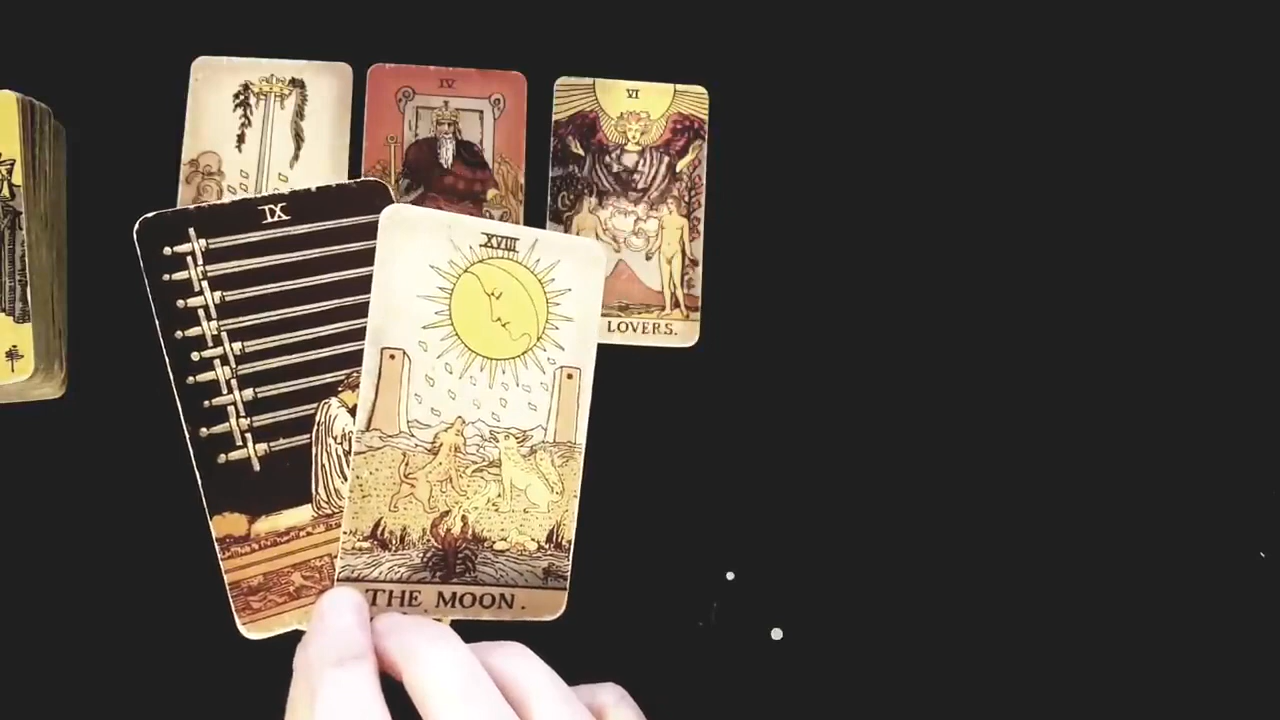 IV
VI
LOVERS.
IX
XVIII
THE MOON.